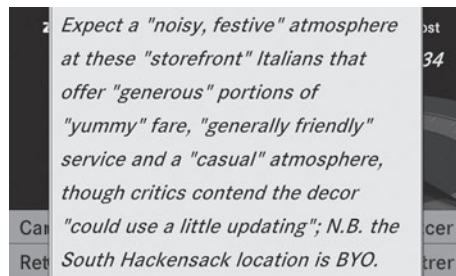 Expect a "noisy, festive" atmosphere
at these "storefront" Italians that
offer "generous" portions of
"yummy" fare, "generally friendly"
service and a "casual" atmosphere,
though critics contend the decor
"could use a little updating"; N.B. the
South Hackensack location is BYO.
34